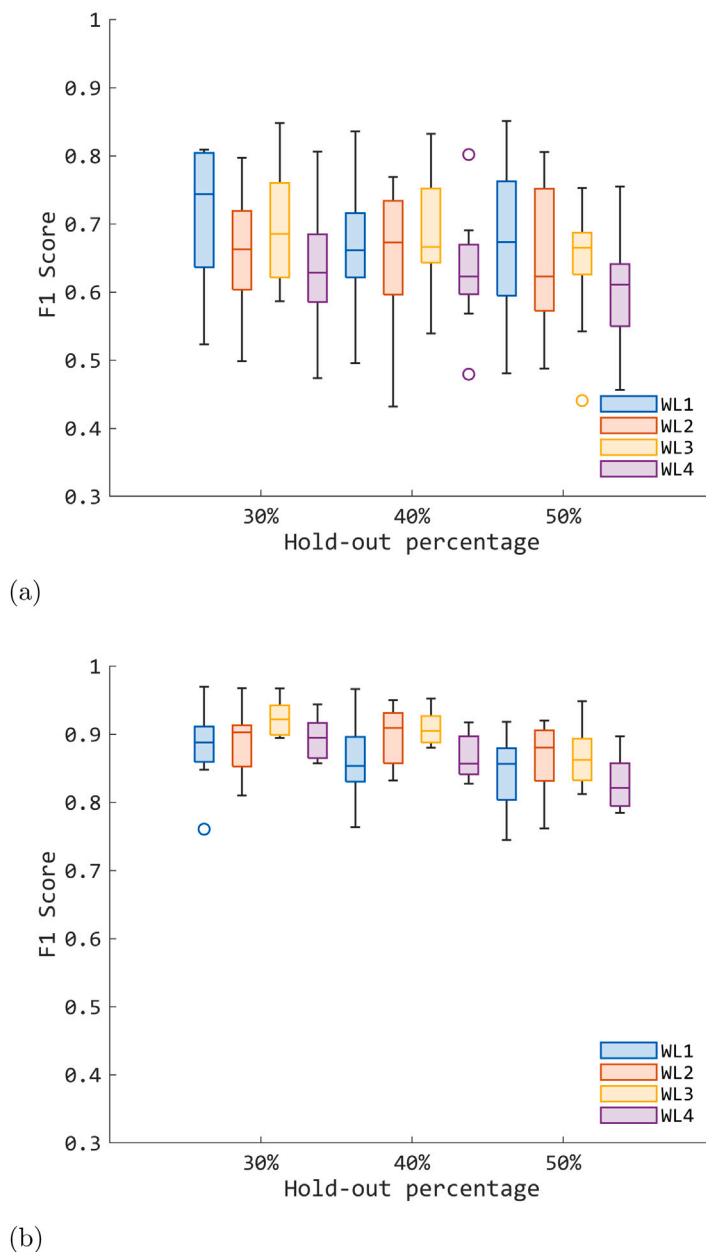 1
0.9
0.8
0.7
0.6
0.5
0.4
0.3
F1 Score
WL1
WL2
WL3
WL4
30% 40% 50%
Hold-out percentage
(a)
1
0.9
0.8
0.7
0.6
0.5
0.4
0.3
F1 Score
WL1
WL2
WL3
WL4
30% 40% 50%
Hold-out percentage
(b)